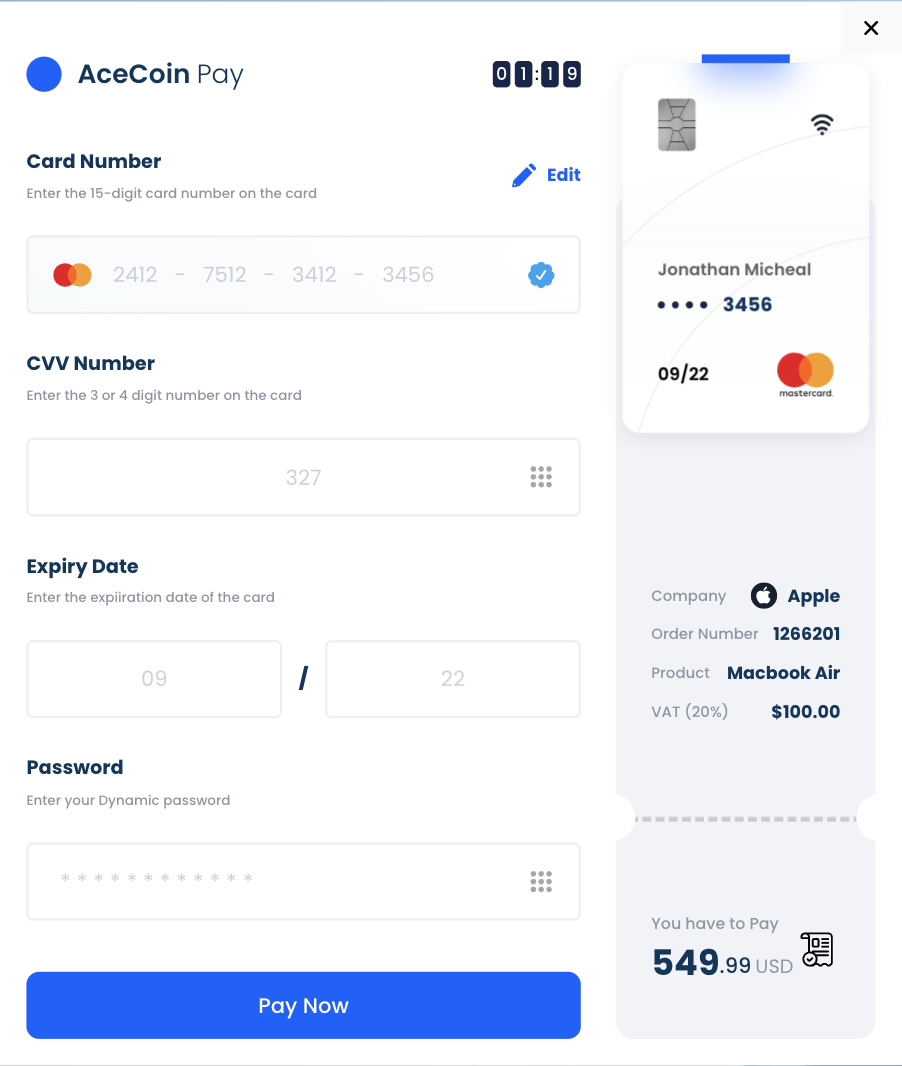 AceCoin Pay
01:19
Card Number
Enter the 15-digit card number on the card
Edit
2412 - 7512 - 3412 - 3456
CVV Number
Enter the 3 or 4 digit number on the card
327
Expiry Date
Enter the expiiration date of the card
09 / 22
Password
Enter your Dynamic password
************
Pay Now
Jonathan Micheal
•••• 3456
09/22
mastercard.
Company Apple
Order Number 1266201
Product Macbook Air
VAT (20%) $100.00
You have to Pay
549.99 USD